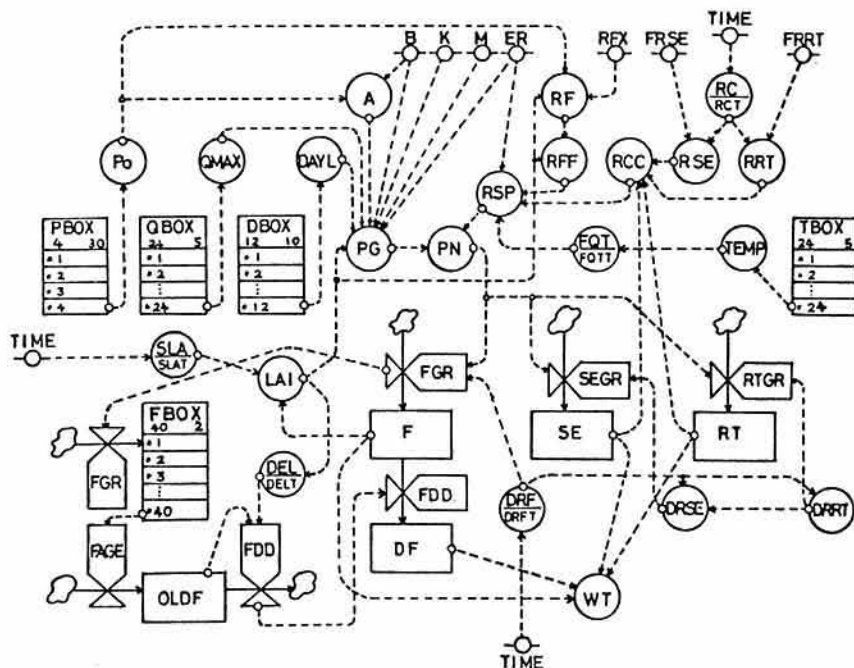 TIME
B K M ER RFX FRSE FRRT
A RF RC
RCT
Po QMAX DAYL RFF RCC RSE RRT
RSP
PBOX
4 30
1
2
3
4
QBOX
24 5
1
2
24
DBOX
12 10
1
2
12
PG PN FQT
FQTT
TEMP
TBOX
24 5
1
2
24
TIME SLA
SLAT
LAI FGR SEGR RTGR
FBOX
40 2
1
2
3
40
FGR
F SE RT
DEL
DELT
FDD
DRF
DRFT
DRSE DRRT
FAGE FDD
DF
OLDF WT
TIME